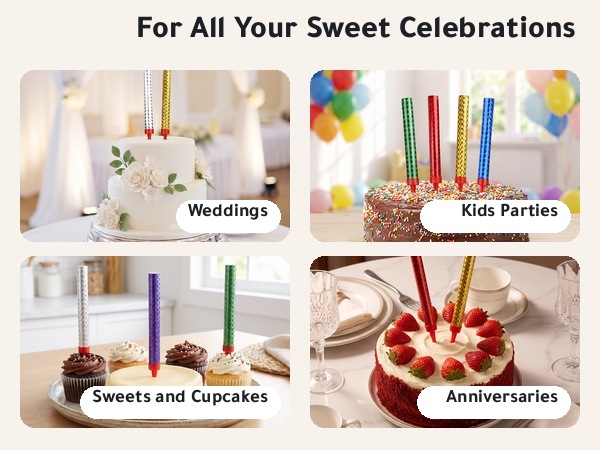 For All Your Sweet Celebrations
Weddings
Kids Parties
Sweets and Cupcakes
Anniversaries